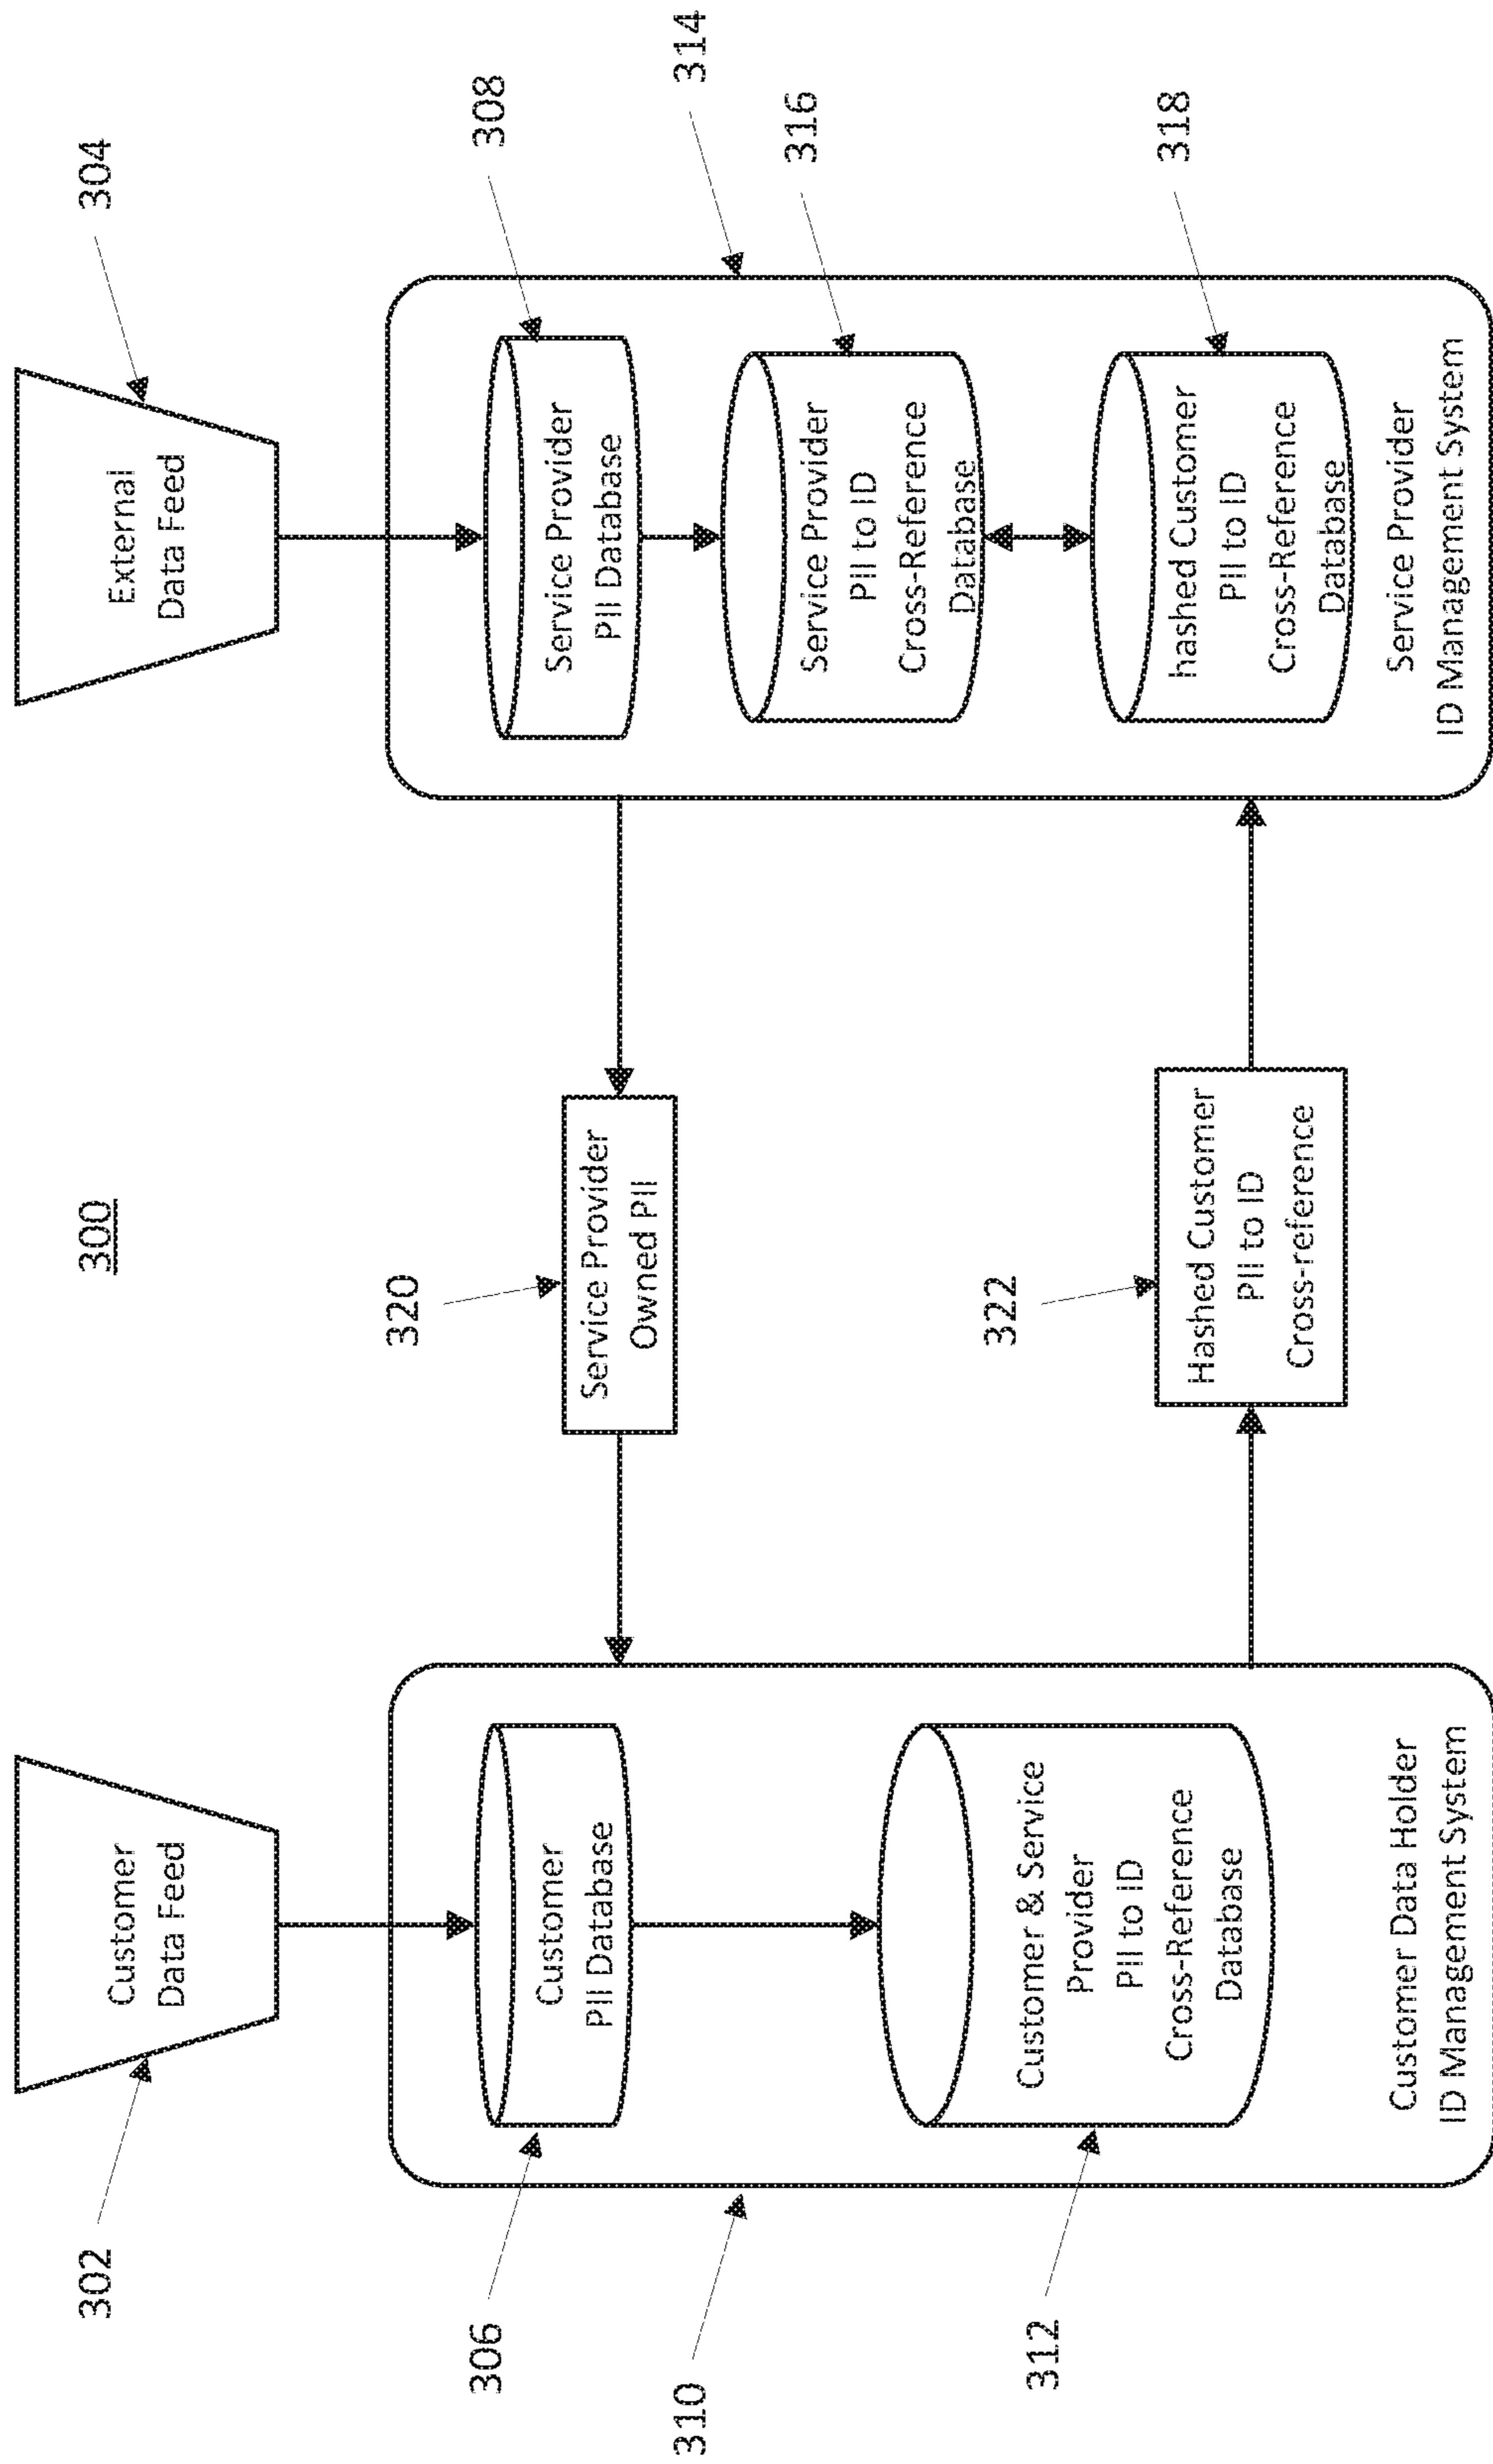 300
302
Customer
Data Feed
304
External
Data Feed
306
Customer
PII Database
308
Service Provider
PII Database
310
312
Customer & Service
Provider
PII to ID
Cross-Reference
Database
Customer Data Holder
ID Management System
314
316
Service Provider
PII to ID
Cross-Reference
Database
318
hashed Customer
PII to ID
Cross-Reference
Database
Service Provider
ID Management System
320
Service Provider
Owned PII
322
Hashed Customer
PII to ID
Cross-reference